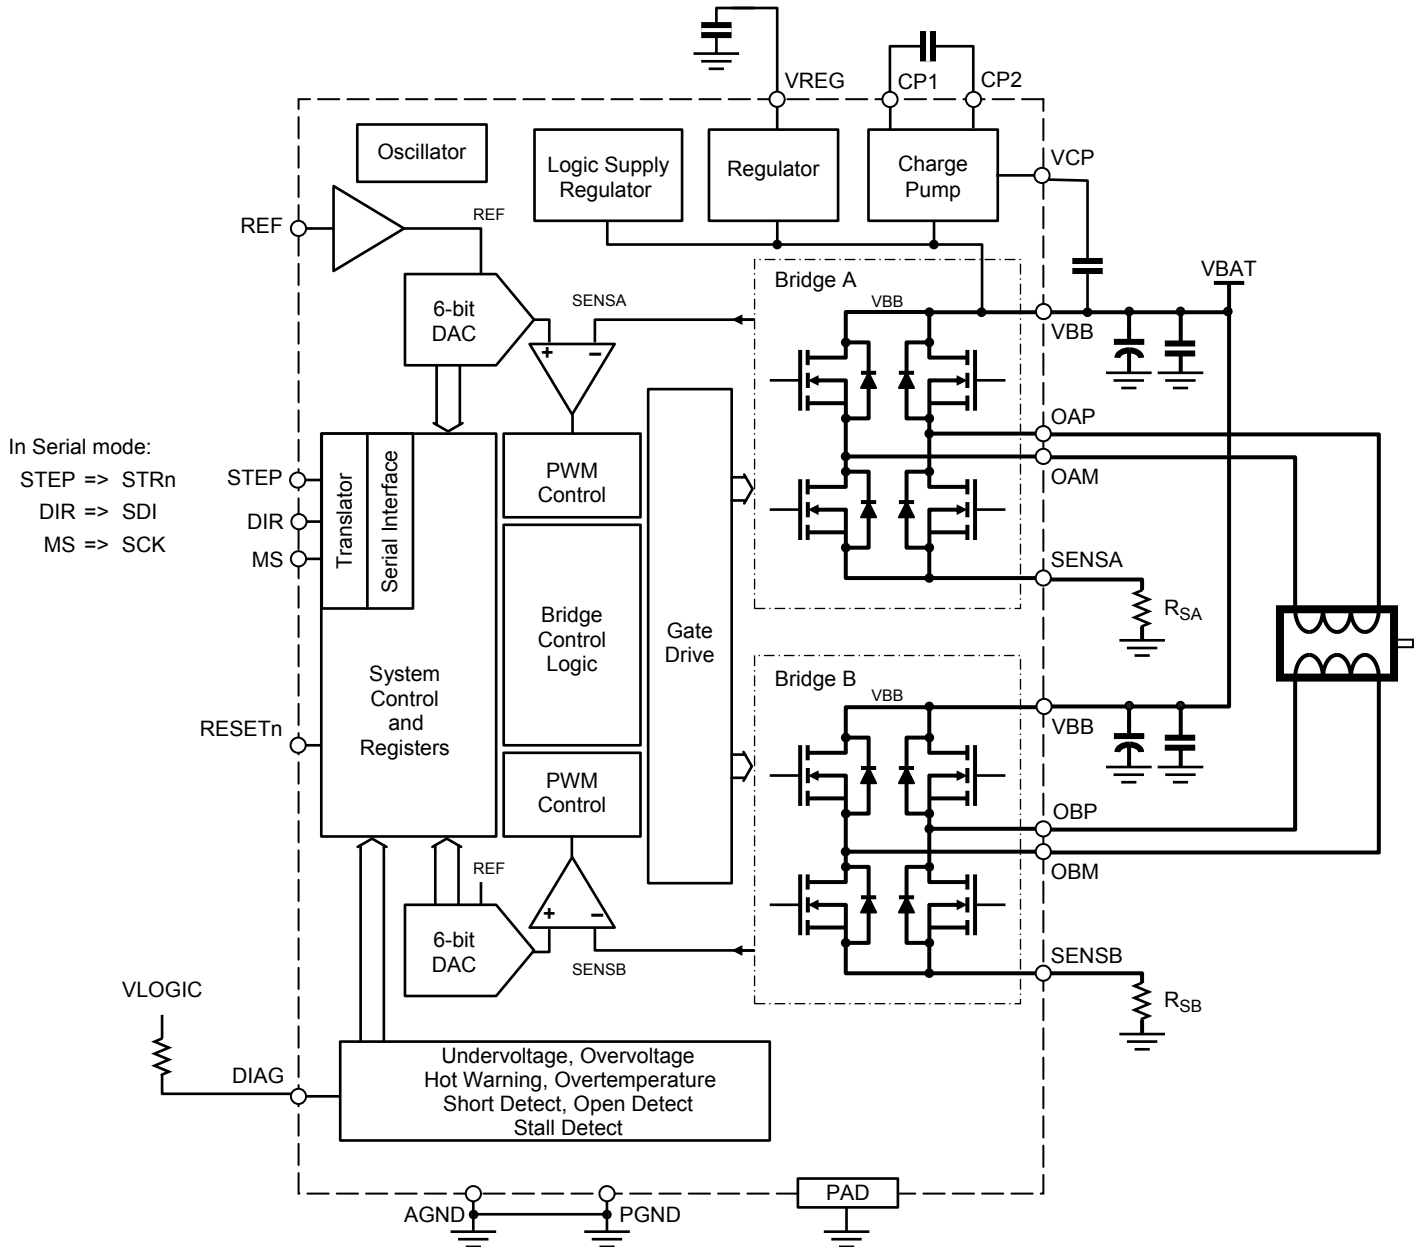 VREG
CP1
CP2
Oscillator
Logic Supply
Regulator
Regulator
Charge
Pump
VCP
REF
REF
6-bit
DAC
SENSA
+
−
Bridge A
VBB
VBAT
VBB
OAP
OAM
SENSA
RSA
In Serial mode:
STEP => STRn
DIR => SDI
MS => SCK
STEP
DIR
MS
Translator
Serial Interface
PWM
Control
Bridge
Control
Logic
Gate
Drive
System
Control
and
Registers
RESETn
PWM
Control
Bridge B
VBB
VBB
OBP
OBM
SENSB
RSB
REF
6-bit
DAC
+
−
SENSB
VLOGIC
DIAG
Undervoltage, Overvoltage
Hot Warning, Overtemperature
Short Detect, Open Detect
Stall Detect
AGND
PGND
PAD